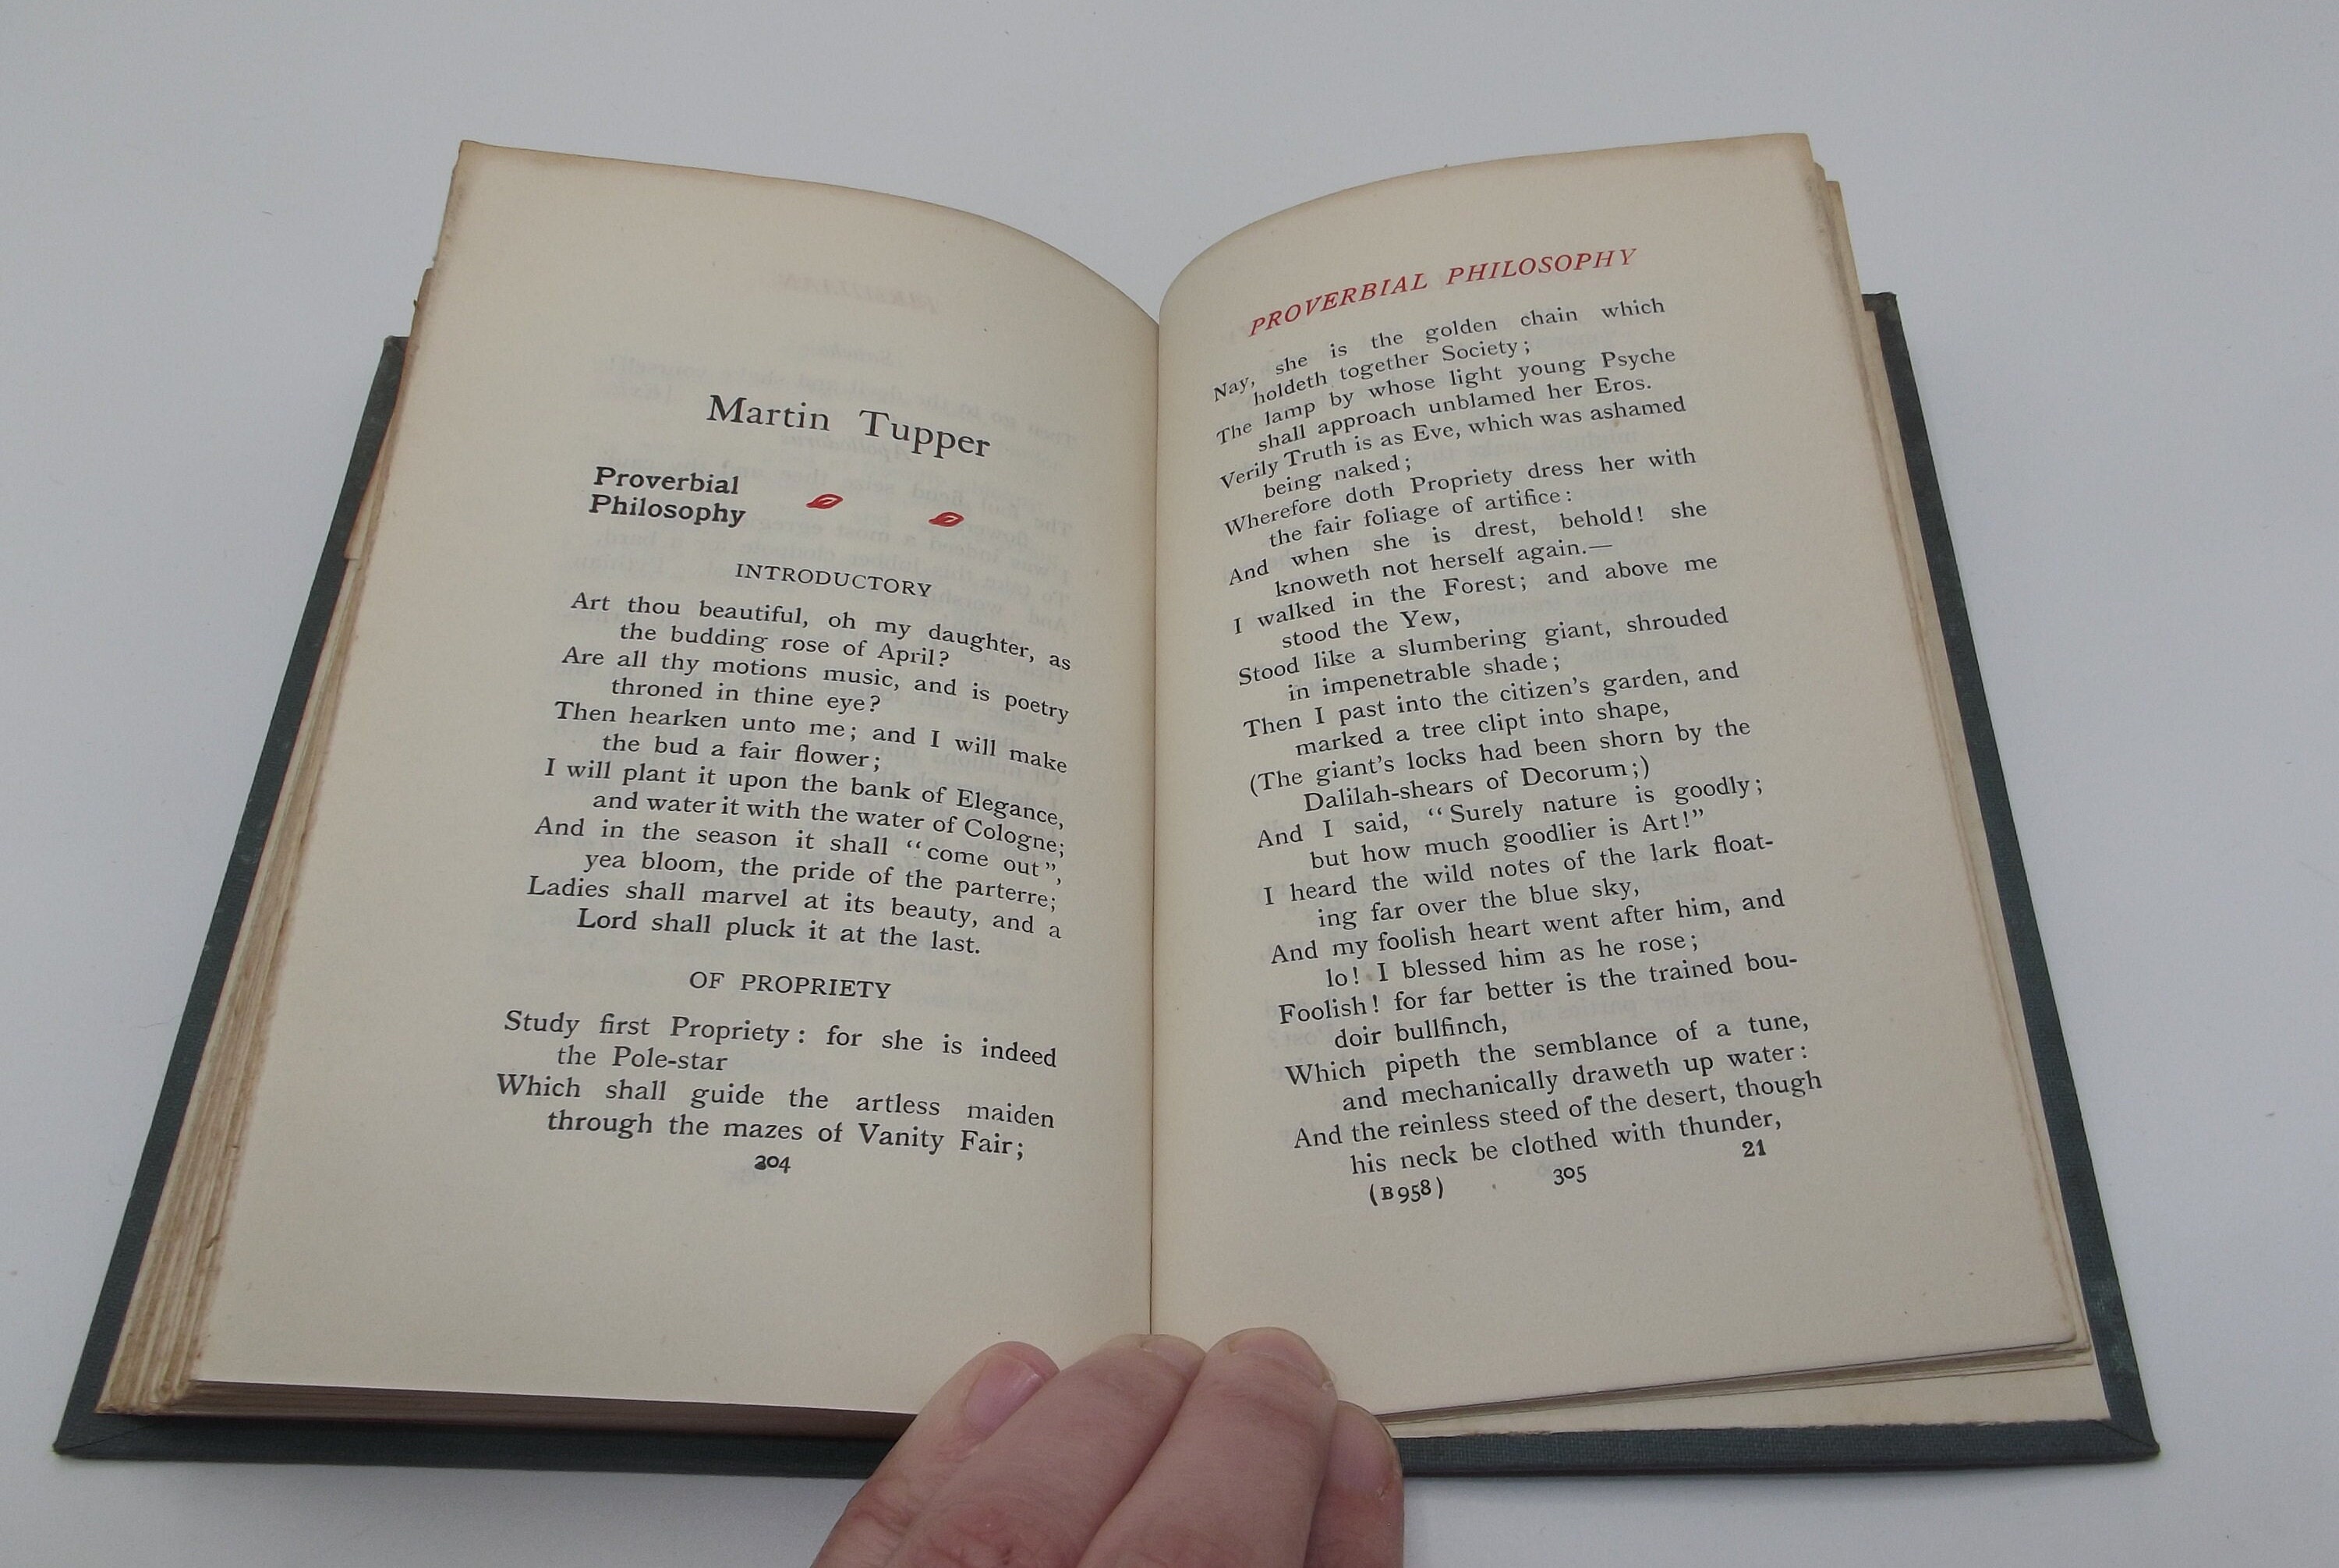 Martin Tupper
Proverbial
Philosophy
INTRODUCTORY
Art thou beautiful, oh my daughter, as
the budding rose of April?
Are all thy motions music, and is poetry
throned in thine eye?
Then hearken unto me; and I will make
the bud a fair flower;
I will plant it upon the bank of Elegance,
and water it with the water of Cologne;
And in the season it shall “come out”,
yea bloom, the pride of the parterre;
Ladies shall marvel at its beauty, and a
Lord shall pluck it at the last.
OF PROPRIETY
Study first Propriety: for she is indeed
the Pole-star
Which shall guide the artless maiden
through the mazes of Vanity Fair;
304
PROVERBIAL PHILOSOPHY
Nay, she is the golden chain which
holdeth together Society;
The lamp by whose light young Psyche
shall approach unblamed her Eros.
Verily Truth is as Eve, which was ashamed
being naked;
Wherefore doth Propriety dress her with
the fair foliage of artifice:
And when she is drest, behold! she
knoweth not herself again.—
I walked in the Forest; and above me
stood the Yew,
Stood like a slumbering giant, shrouded
in impenetrable shade;
Then I past into the citizen’s garden, and
marked a tree clipt into shape,
(The giant’s locks had been shorn by the
Dalilah-shears of Decorum;)
And I said, “Surely nature is goodly;
but how much goodlier is Art!”
I heard the wild notes of the lark float-
ing far over the blue sky,
And my foolish heart went after him, and
lo! I blessed him as he rose;
Foolish! for far better is the trained bou-
doir bullfinch,
Which pipeth the semblance of a tune,
and mechanically draweth up water:
And the reinless steed of the desert, though
his neck be clothed with thunder,
(B958) 305 21